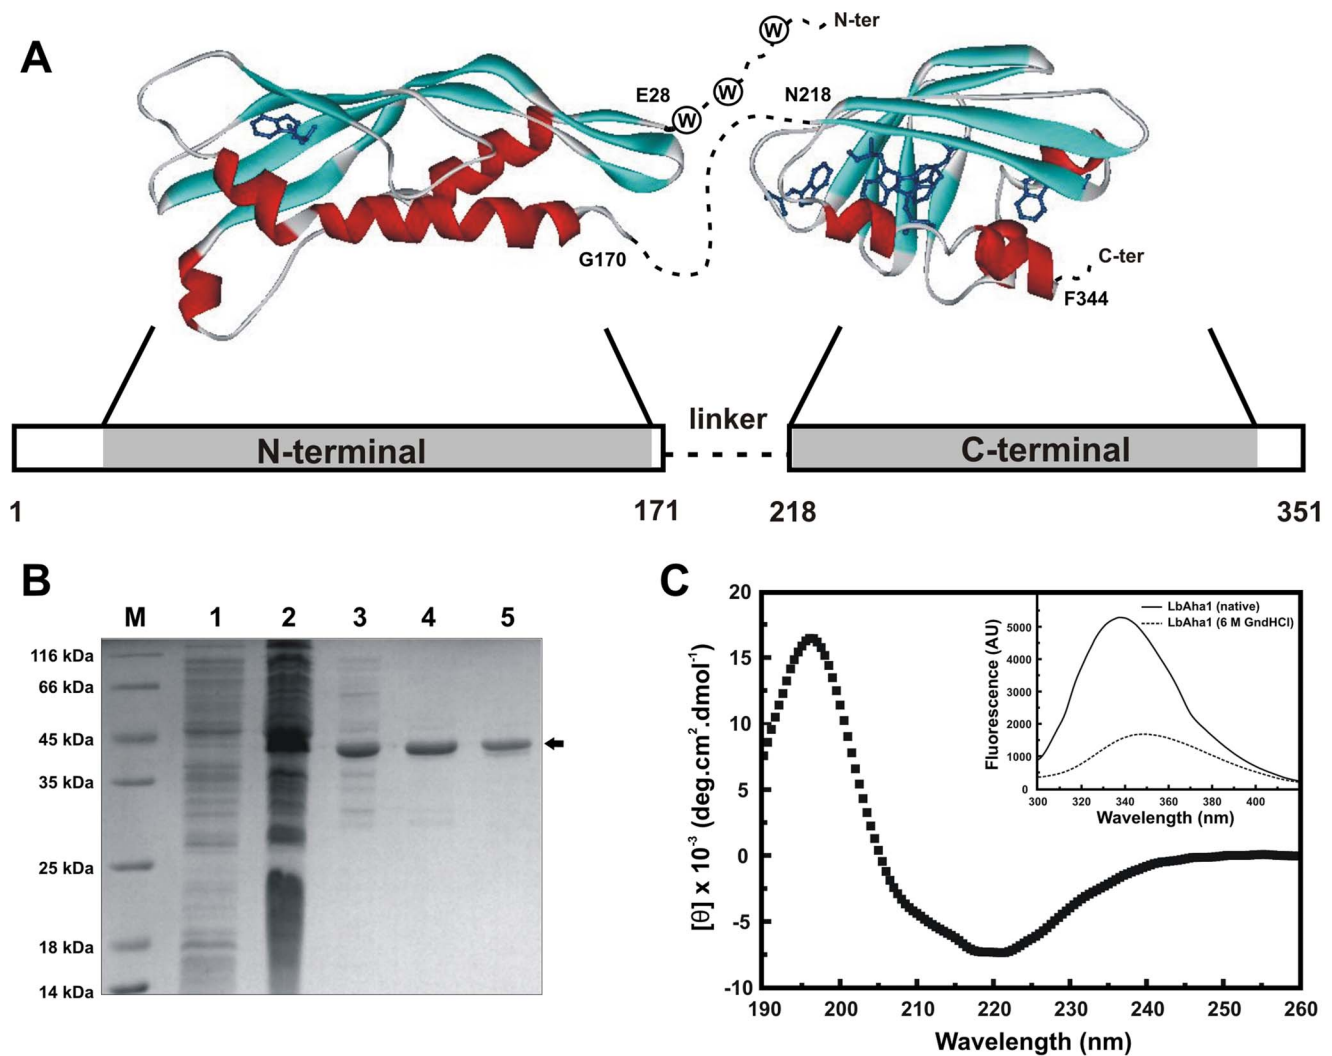 A
W
N-ter
W
E28
W
N218
G170
C-ter
F344
linker
N-terminal
C-terminal
1
171
218
351
B
M 1 2 3 4 5
116 kDa
66 kDa
45 kDa
35 kDa
25 kDa
18 kDa
14 kDa
C
20
15
10
5
0
-5
-10
[θ] x 10⁻³ (deg.cm².dmol⁻¹)
190 200 210 220 230 240 250 260
Wavelength (nm)
LbAha1 (native)
LbAha1 (6 M GndHCl)
5000
4000
3000
2000
1000
0
Fluorescence (AU)
300 320 340 360 380 400
Wavelength (nm)